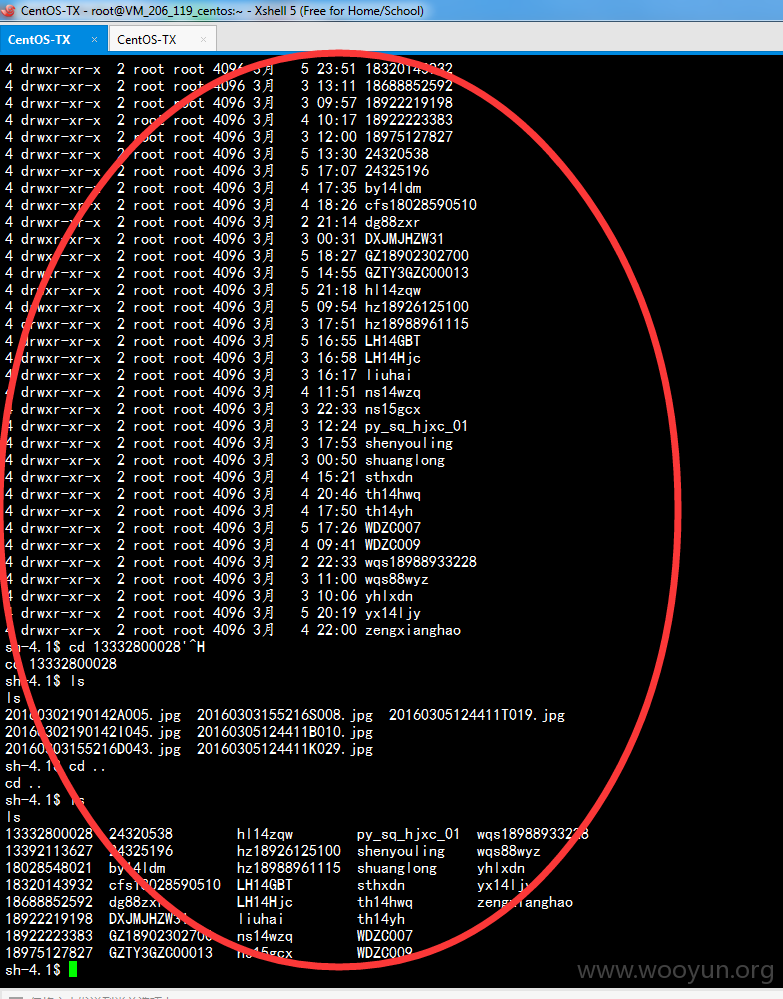 CentOS-TX - root@VM_206_119_centos:~ - Xshell 5 (Free for Home/School)
CentOS-TX × CentOS-TX ×
4 drwxr-xr-x 2 root root 4096 3月 5 23:51 18320143932
4 drwxr-xr-x 2 root root 4096 3月 3 13:11 18688852592
4 drwxr-xr-x 2 root root 4096 3月 3 09:57 18922219198
4 drwxr-xr-x 2 root root 4096 3月 4 10:17 18922223383
4 drwxr-xr-x 2 root root 4096 3月 3 12:00 18975127827
4 drwxr-xr-x 2 root root 4096 3月 5 13:30 24320538
4 drwxr-xr-x 2 root root 4096 3月 5 17:07 24325196
4 drwxr-xr-x 2 root root 4096 3月 4 17:35 by14ldm
4 drwxr-xr-x 2 root root 4096 3月 4 18:26 cfs18028590510
4 drwxr-xr-x 2 root root 4096 3月 2 21:14 dg88zxr
4 drwxr-xr-x 2 root root 4096 3月 3 00:31 DXJMJHZW31
4 drwxr-xr-x 2 root root 4096 3月 5 18:27 GZ18902302700
4 drwxr-xr-x 2 root root 4096 3月 5 14:55 GZTY3GZC00013
4 drwxr-xr-x 2 root root 4096 3月 5 21:18 hl14zqw
4 drwxr-xr-x 2 root root 4096 3月 5 09:54 hz18926125100
4 drwxr-xr-x 2 root root 4096 3月 3 17:51 hz18988961115
4 drwxr-xr-x 2 root root 4096 3月 5 16:55 LH14GBT
4 drwxr-xr-x 2 root root 4096 3月 3 16:58 LH14Hjc
4 drwxr-xr-x 2 root root 4096 3月 3 16:17 liuhai
4 drwxr-xr-x 2 root root 4096 3月 4 11:51 ns14wzq
4 drwxr-xr-x 2 root root 4096 3月 3 22:33 ns15gcx
4 drwxr-xr-x 2 root root 4096 3月 3 12:24 py_sq_hjxc_01
4 drwxr-xr-x 2 root root 4096 3月 3 17:53 shenyouling
4 drwxr-xr-x 2 root root 4096 3月 3 00:50 shuanglong
4 drwxr-xr-x 2 root root 4096 3月 4 15:21 sthxdn
4 drwxr-xr-x 2 root root 4096 3月 4 20:46 th14hwq
4 drwxr-xr-x 2 root root 4096 3月 4 17:50 th14yh
4 drwxr-xr-x 2 root root 4096 3月 5 17:26 WDZC007
4 drwxr-xr-x 2 root root 4096 3月 4 09:41 WDZC009
4 drwxr-xr-x 2 root root 4096 3月 2 22:33 wqs18988933228
4 drwxr-xr-x 2 root root 4096 3月 3 11:00 wqs88wyz
4 drwxr-xr-x 2 root root 4096 3月 3 10:06 yhlxdn
4 drwxr-xr-x 2 root root 4096 3月 5 20:19 yx14ljy
4 drwxr-xr-x 2 root root 4096 3月 4 22:00 zengxianghao
sh-4.1$ cd 13332800028'^H
cd 13332800028
sh-4.1$ ls
ls
20160302190142A005.jpg 20160303155216S008.jpg 20160305124411T019.jpg
20160302190142I045.jpg 20160305124411B010.jpg
20160303155216D043.jpg 20160305124411K029.jpg
sh-4.1$ cd ..
cd ..
sh-4.1$ ls
ls
13332800028 24320538 hl14zqw py_sq_hjxc_01 wqs18988933228
13392113627 24325196 hz18926125100 shenyouling wqs88wyz
18028548021 by14ldm hz18988961115 shuanglong yhlxdn
18320143932 cfs18028590510 LH14GBT sthxdn yx14ljy
18688852592 dg88zxr LH14Hjc th14hwq zengxianghao
18922219198 DXJMJHZW31 liuhai th14yh
18922223383 GZ18902302700 ns14wzq WDZC007
18975127827 GZTY3GZC00013 ns15gcx WDZC009
sh-4.1$
www.wooyun.org